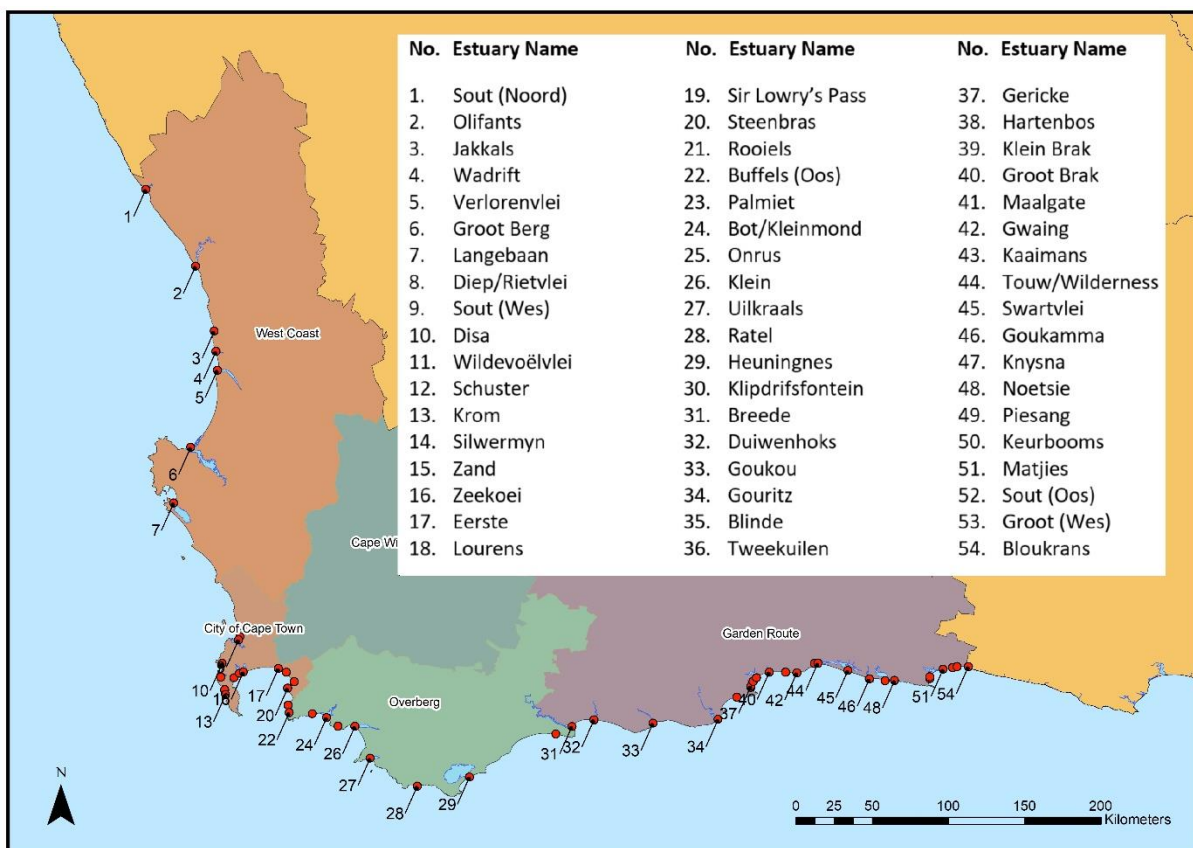 No. Estuary Name No. Estuary Name No. Estuary Name
1. Sout (Noord) 19. Sir Lowry's Pass 37. Gericke
2. Olifants 20. Steenbras 38. Hartenbos
3. Jakkals 21. Rooiels 39. Klein Brak
4. Wadrift 22. Buffels (Oos) 40. Groot Brak
5. Verlorenvlei 23. Palmiet 41. Maalgate
6. Groot Berg 24. Bot/Kleinmond 42. Gwaing
7. Langebaan 25. Onrus 43. Kaaimans
8. Diep/Rietvlei 26. Klein 44. Touw/Wilderness
9. Sout (Wes) 27. Uilkraals 45. Swartvlei
10. Disa 28. Ratel 46. Goukamma
11. Wildevoëlvlei 29. Heuningnes 47. Knysna
12. Schuster 30. Klipdrifsfontein 48. Noetsie
13. Krom 31. Breede 49. Piesang
14. Silwermyn 32. Duiwenhoks 50. Keurbooms
15. Zand 33. Goukou 51. Matjies
16. Zeekoei 34. Gouritz 52. Sout (Oos)
17. Eerste 35. Blinde 53. Groot (Wes)
18. Lourens 36. Tweekuilen 54. Bloukrans
1
2
3
West Coast
4
5
6
7
Cape Wi
City of Cape Town
Garden Route
10
17
13
20
22
Overberg
24
26
27
28
29
31
32
33
34
37
40
42
44
45
46
48
51
54
N
0 25 50 100 150 200
Kilometers